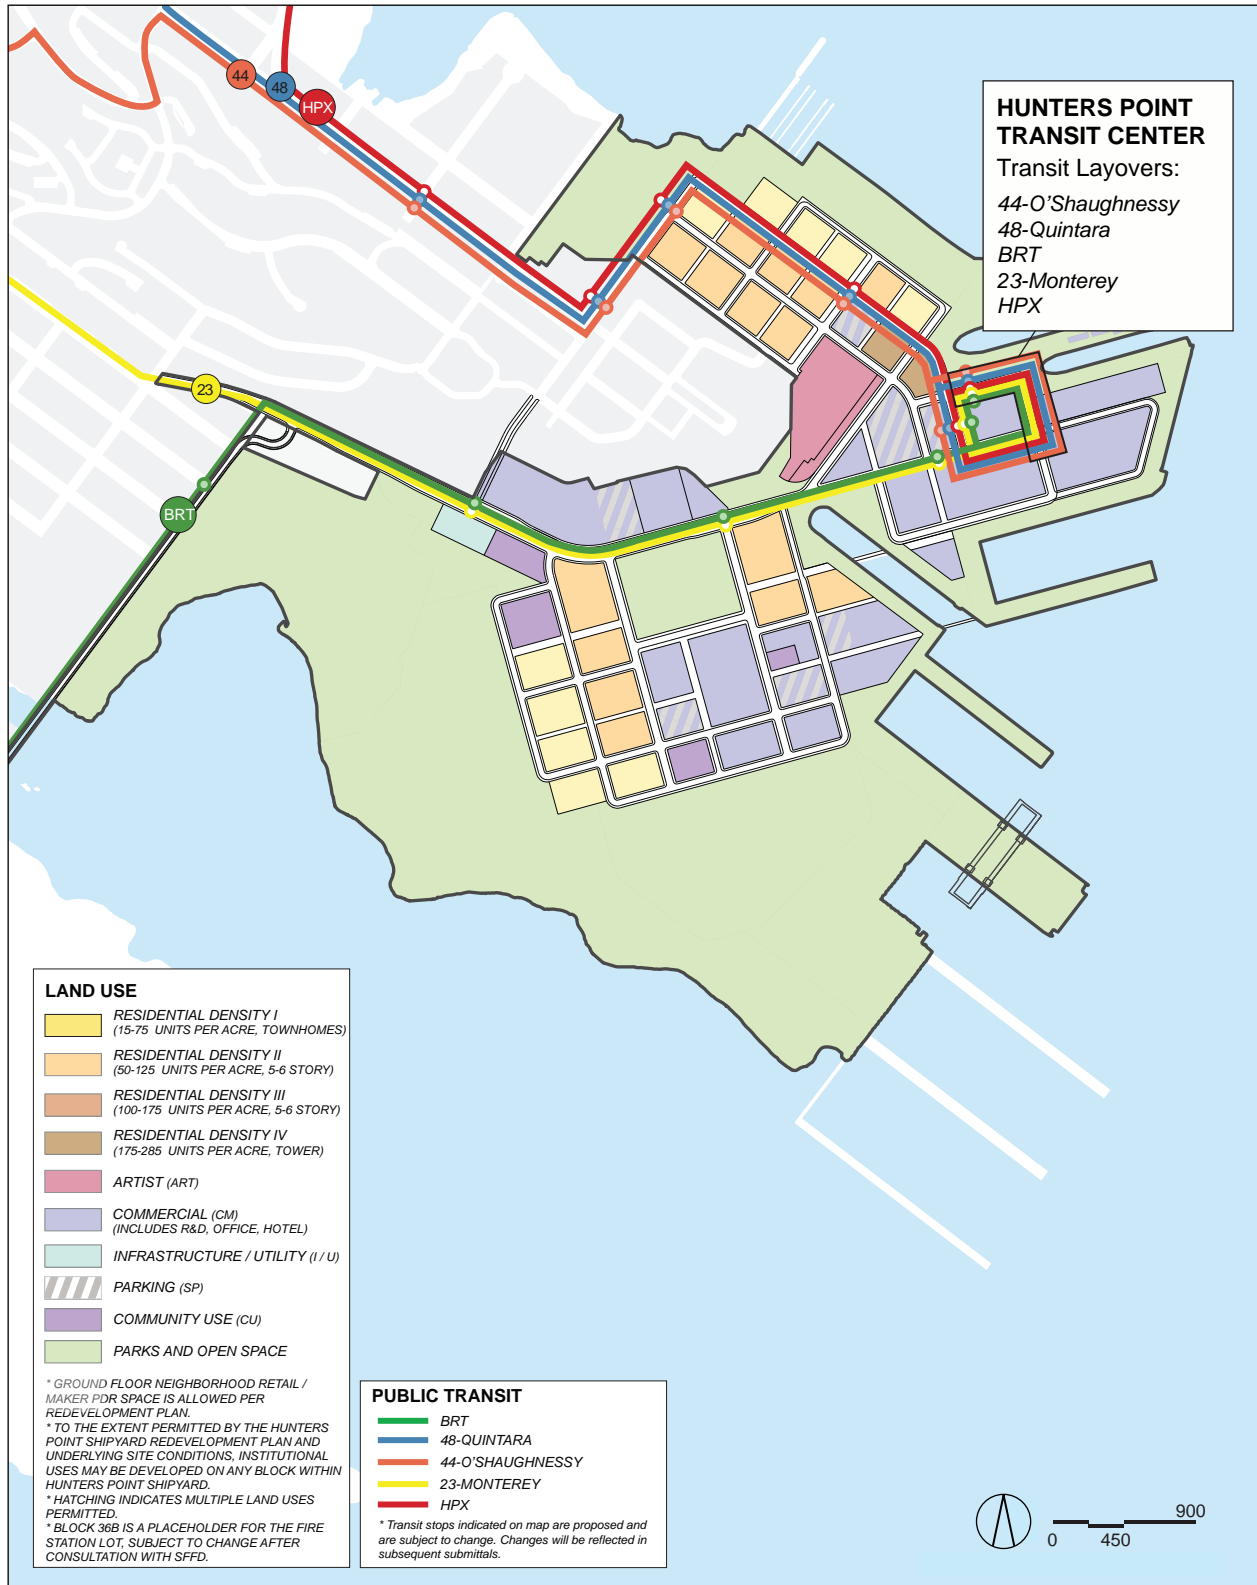 44
48
HPX
HUNTERS POINT
TRANSIT CENTER
Transit Layovers:
44-O'Shaughnessy
48-Quintara
BRT
23-Monterey
HPX
23
BRT
LAND USE
RESIDENTIAL DENSITY I
(15-75 UNITS PER ACRE, TOWNHOMES)
RESIDENTIAL DENSITY II
(50-125 UNITS PER ACRE, 5-6 STORY)
RESIDENTIAL DENSITY III
(100-175 UNITS PER ACRE, 5-6 STORY)
RESIDENTIAL DENSITY IV
(175-285 UNITS PER ACRE, TOWER)
ARTIST (ART)
COMMERCIAL (CM)
(INCLUDES R&D, OFFICE, HOTEL)
INFRASTRUCTURE / UTILITY (I / U)
PARKING (SP)
COMMUNITY USE (CU)
PARKS AND OPEN SPACE
* GROUND FLOOR NEIGHBORHOOD RETAIL /
MAKER PDR SPACE IS ALLOWED PER
REDEVELOPMENT PLAN.
* TO THE EXTENT PERMITTED BY THE HUNTERS
POINT SHIPYARD REDEVELOPMENT PLAN AND
UNDERLYING SITE CONDITIONS, INSTITUTIONAL
USES MAY BE DEVELOPED ON ANY BLOCK WITHIN
HUNTERS POINT SHIPYARD.
* HATCHING INDICATES MULTIPLE LAND USES
PERMITTED.
* BLOCK 36B IS A PLACEHOLDER FOR THE FIRE
STATION LOT, SUBJECT TO CHANGE AFTER
CONSULTATION WITH SFFD.
PUBLIC TRANSIT
BRT
48-QUINTARA
44-O'SHAUGHNESSY
23-MONTEREY
HPX
* Transit stops indicated on map are proposed and
are subject to change. Changes will be reflected in
subsequent submittals.
0 450 900